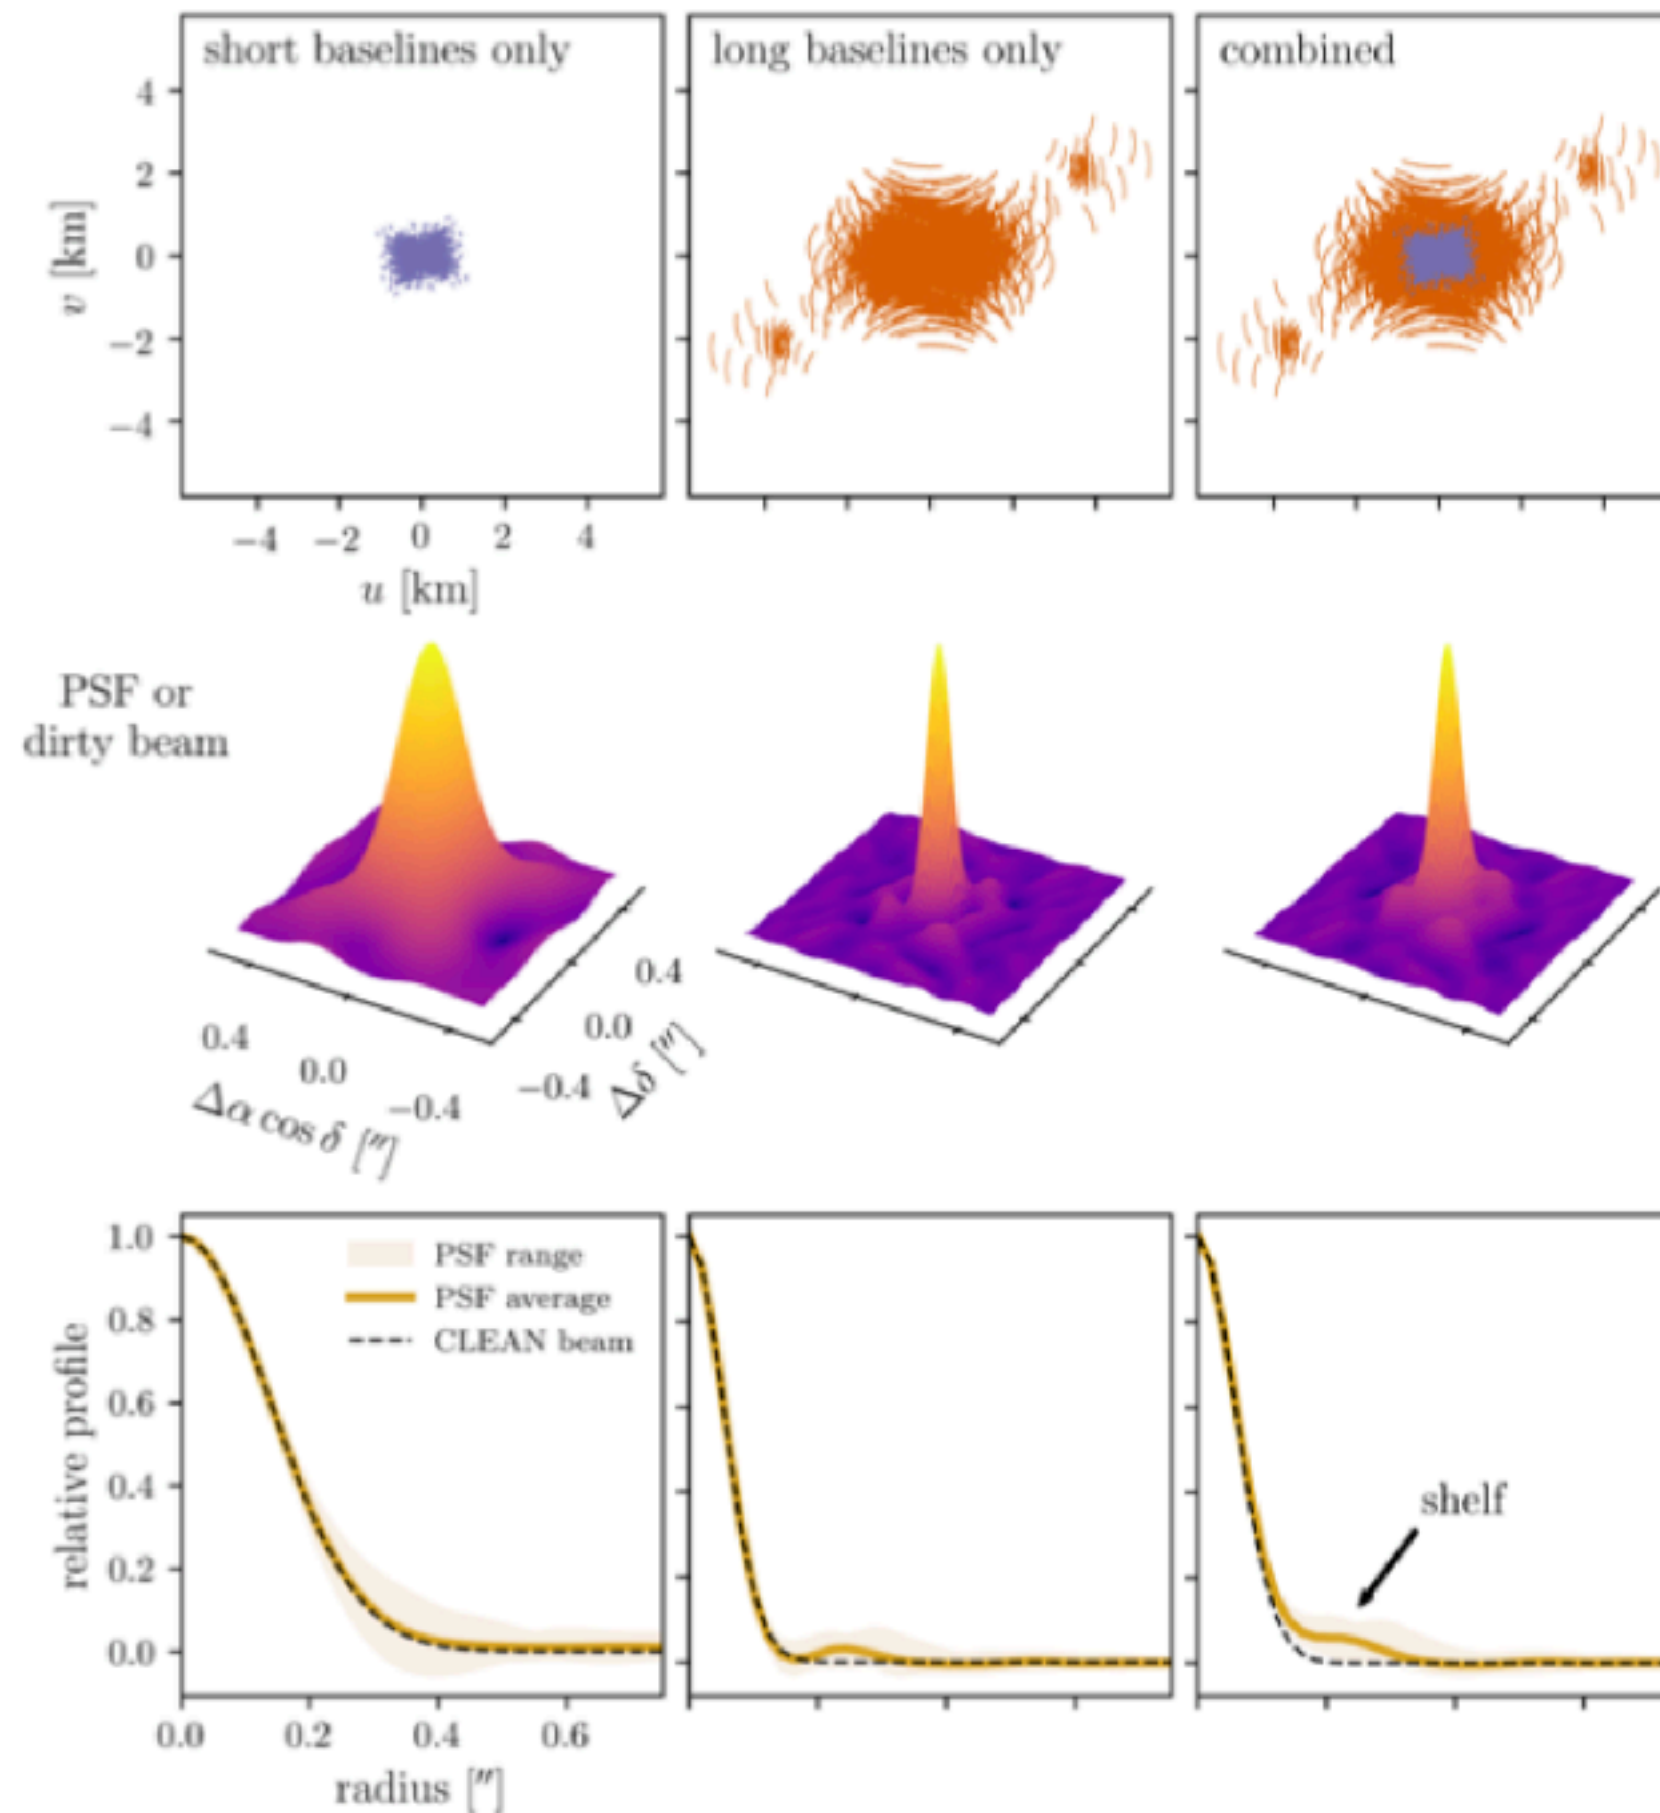 short baselines only
long baselines only
combined
4
2
0
−2
−4
v [km]
−4 −2 0 2 4
u [km]
PSF or
dirty beam
0.4
0.0
−0.4
Δα cos δ [″]
0.4
0.0
−0.4
Δδ [″]
1.0
0.8
0.6
0.4
0.2
0.0
relative profile
PSF range
PSF average
CLEAN beam
shelf
0.0 0.2 0.4 0.6
radius [″]